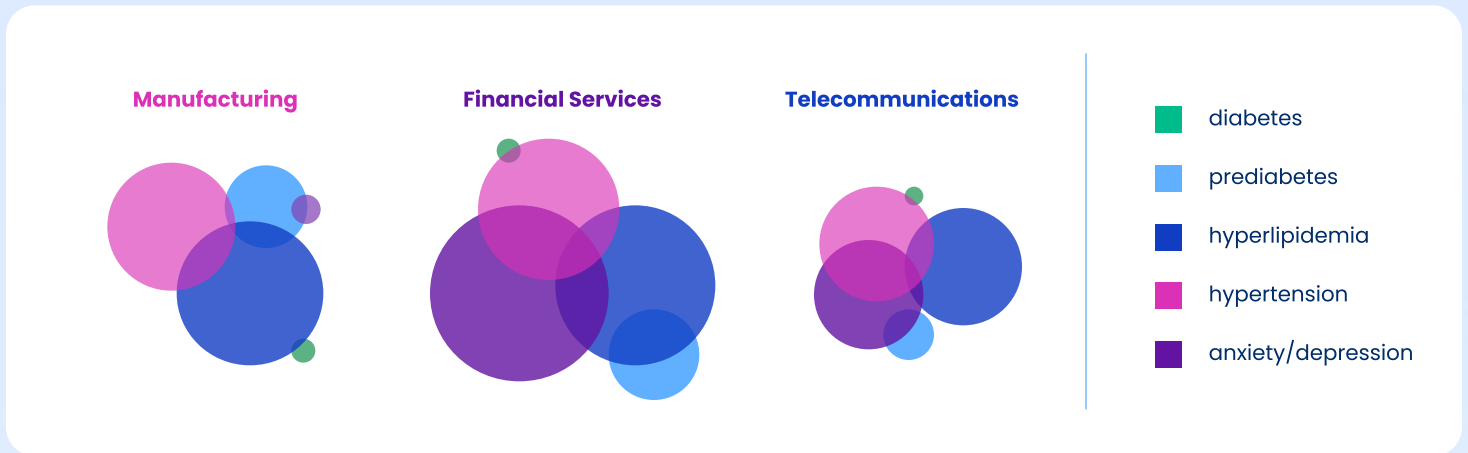 Manufacturing
Financial Services
Telecommunications
diabetes
prediabetes
hyperlipidemia
hypertension
anxiety/depression